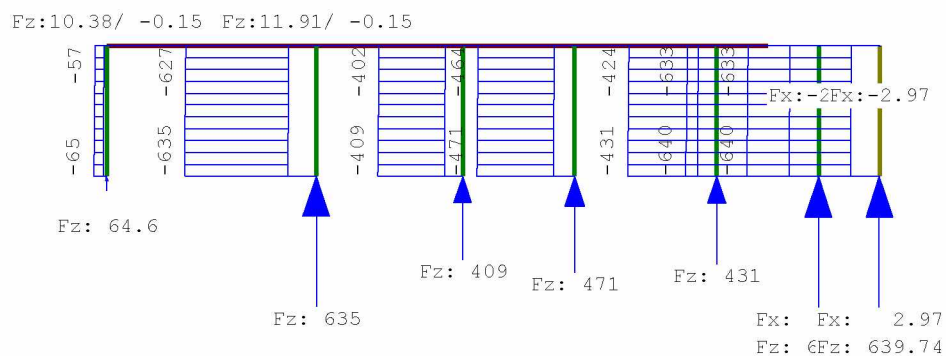 Fz:10.38/ -0.15 Fz:11.91/ -0.15
-57 -627 -402 -464 -424 -633 -633
Fx:-2Fx:-2.97
-65 -635 -409 -471 -431 -640 -640
Fz: 64.6
Fz: 409
Fz: 471
Fz: 431
Fz: 635
Fx: Fx: 2.97
Fz: 6Fz: 639.74